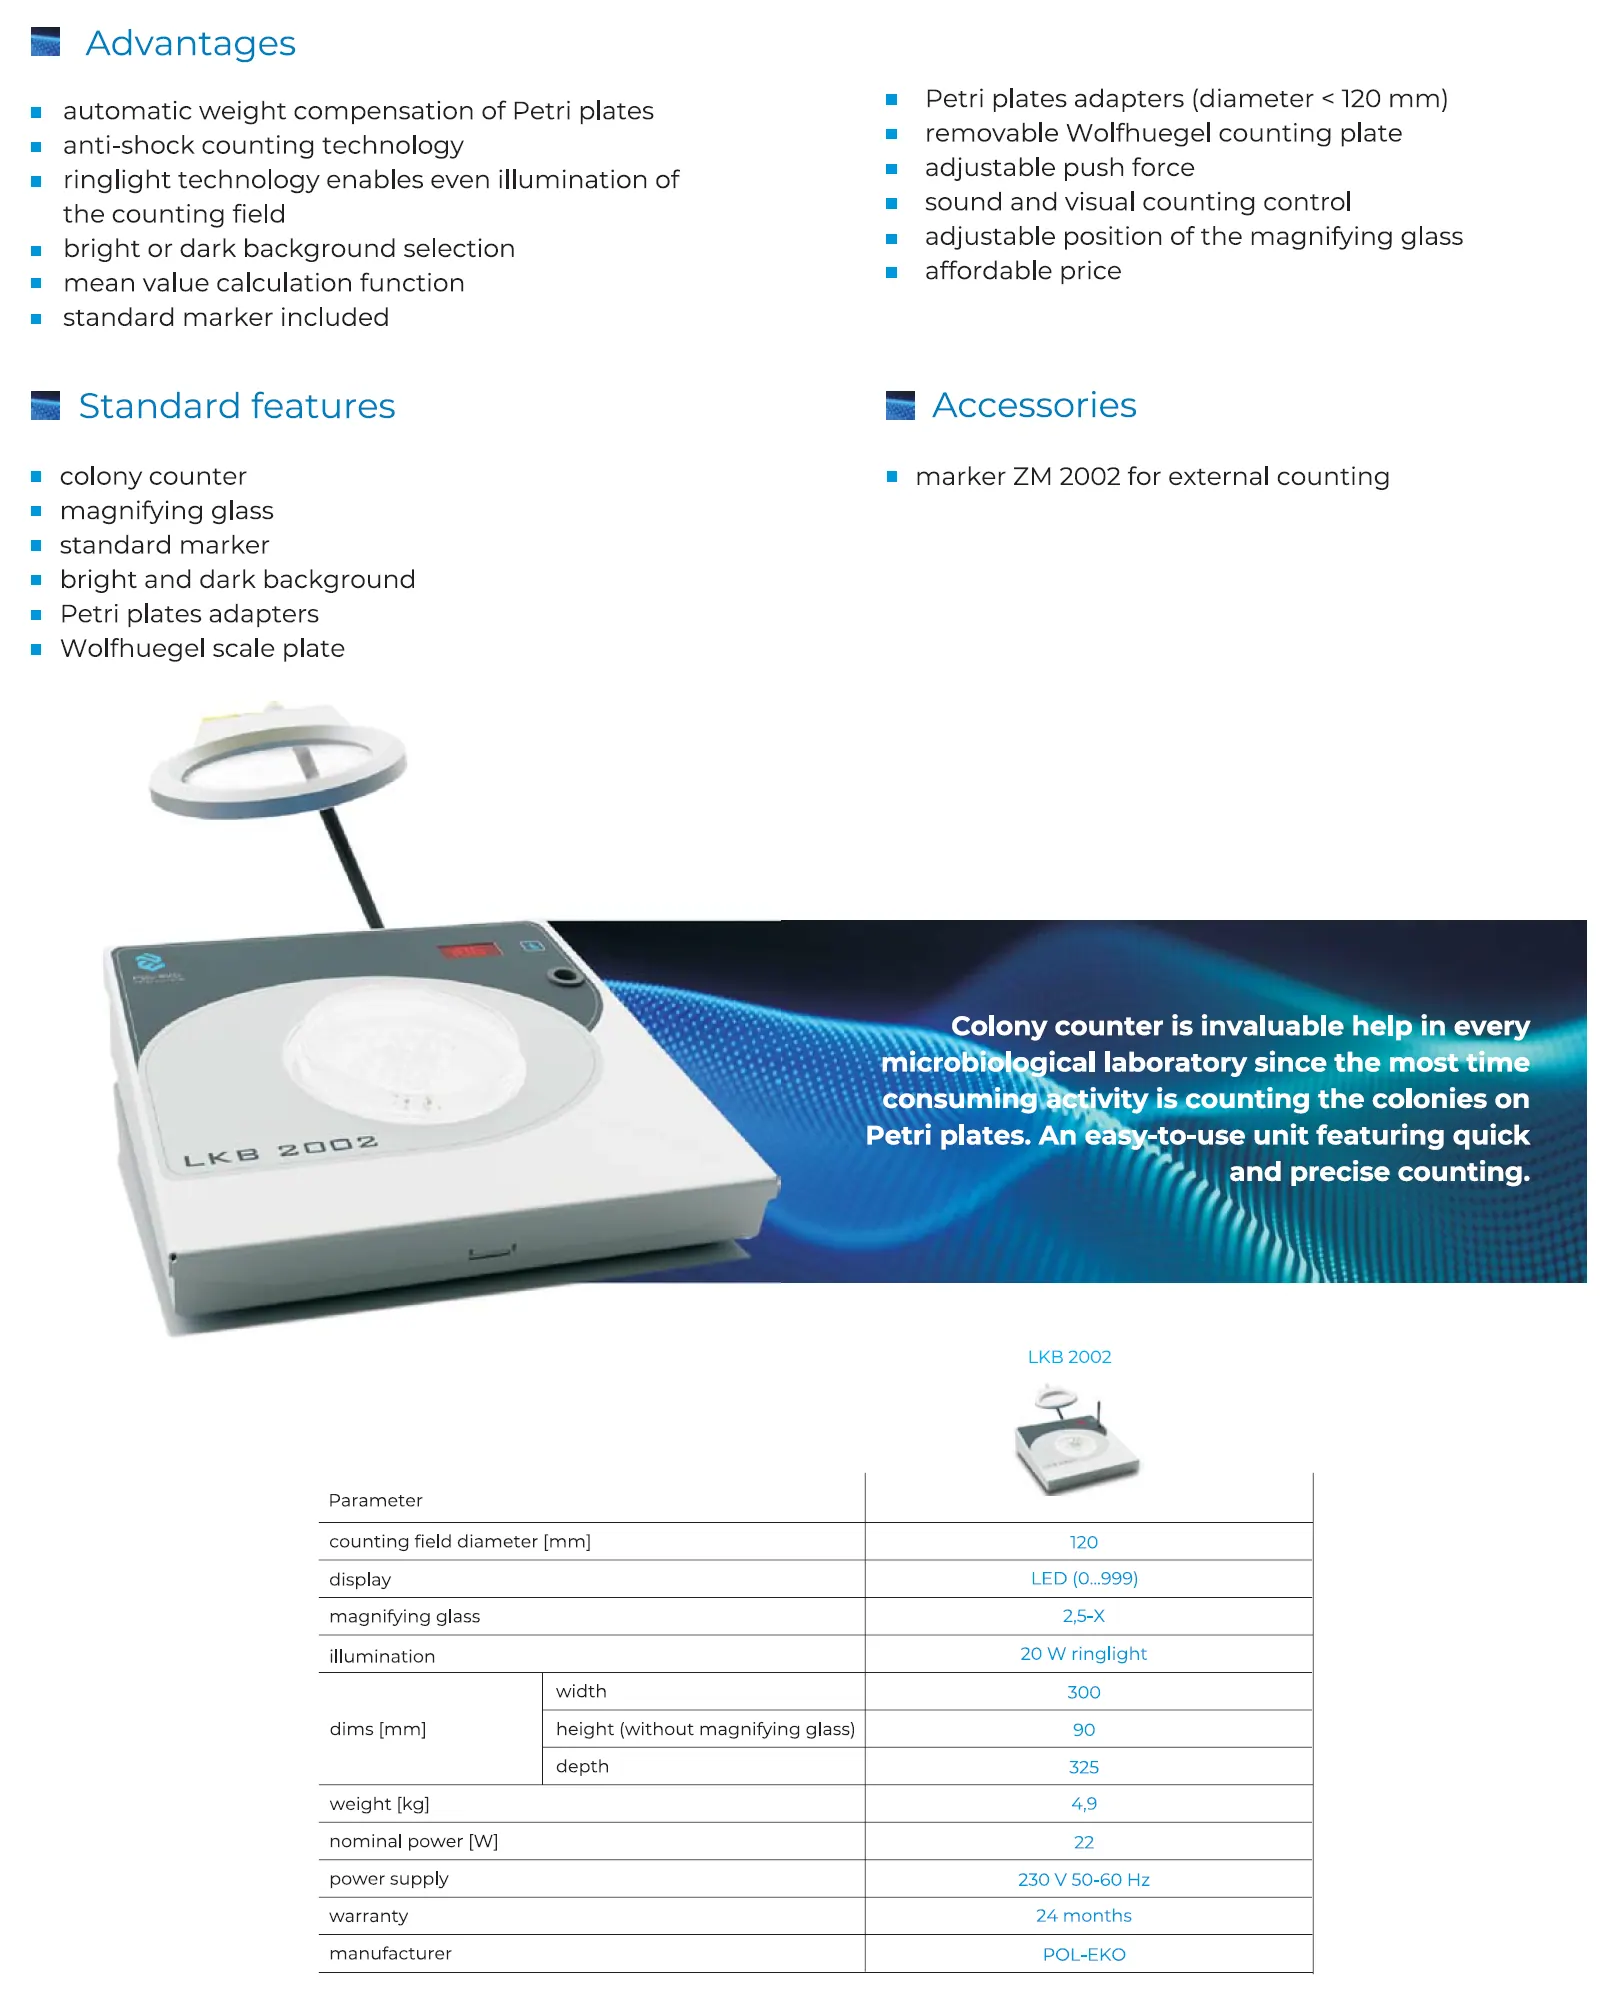 Advantages
automatic weight compensation of Petri plates
anti-shock counting technology
ringlight technology enables even illumination of
the counting field
bright or dark background selection
mean value calculation function
standard marker included
Petri plates adapters (diameter < 120 mm)
removable Wolfhuegel counting plate
adjustable push force
sound and visual counting control
adjustable position of the magnifying glass
affordable price
Standard features
colony counter
magnifying glass
standard marker
bright and dark background
Petri plates adapters
Wolfhuegel scale plate
Accessories
marker ZM 2002 for external counting
LKB 2002
Colony counter is invaluable help in every
microbiological laboratory since the most time
consuming activity is counting the colonies on
Petri plates. An easy-to-use unit featuring quick
and precise counting.
LKB 2002
Parameter
counting field diameter [mm] 120
display LED (0...999)
magnifying glass 2,5-X
illumination 20 W ringlight
dims [mm]
width 300
height (without magnifying glass) 90
depth 325
weight [kg] 4,9
nominal power [W] 22
power supply 230 V 50-60 Hz
warranty 24 months
manufacturer POL-EKO